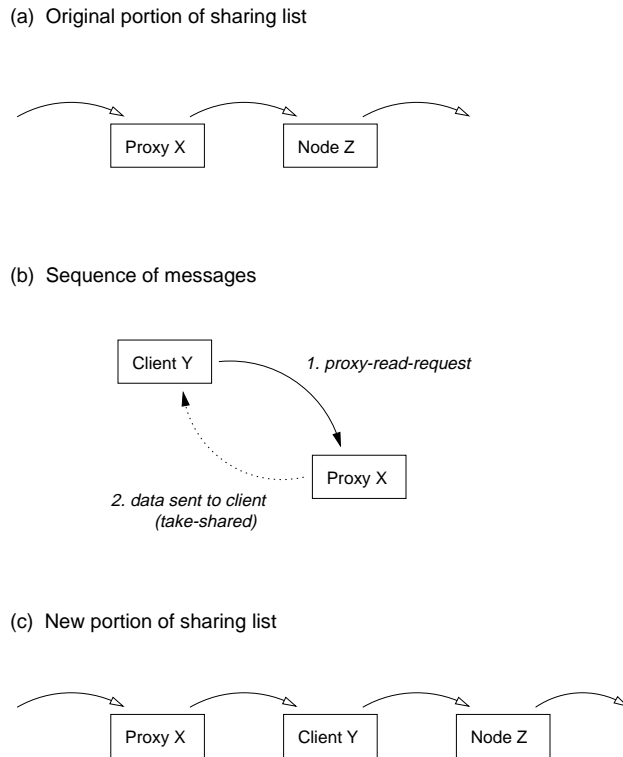 (a) Original portion of sharing list
Proxy X
Node Z
(b) Sequence of messages
Client Y
1. proxy-read-request
Proxy X
2. data sent to client
(take-shared)
(c) New portion of sharing list
Proxy X
Client Y
Node Z